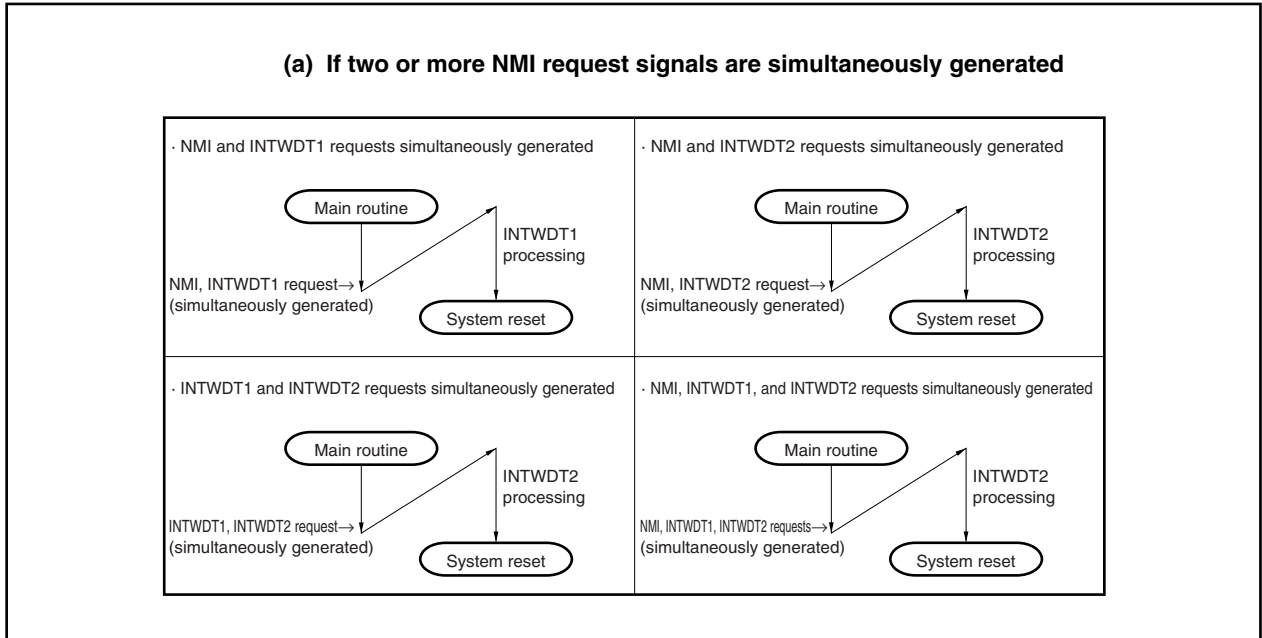 (a) If two or more NMI request signals are simultaneously generated
· NMI and INTWDT1 requests simultaneously generated
Main routine
INTWDT1
processing
NMI, INTWDT1 request→
(simultaneously generated)
System reset
· NMI and INTWDT2 requests simultaneously generated
Main routine
INTWDT2
processing
NMI, INTWDT2 request→
(simultaneously generated)
System reset
· INTWDT1 and INTWDT2 requests simultaneously generated
Main routine
INTWDT2
processing
INTWDT1, INTWDT2 request→
(simultaneously generated)
System reset
· NMI, INTWDT1, and INTWDT2 requests simultaneously generated
Main routine
INTWDT2
processing
NMI, INTWDT1, INTWDT2 requests→
(simultaneously generated)
System reset